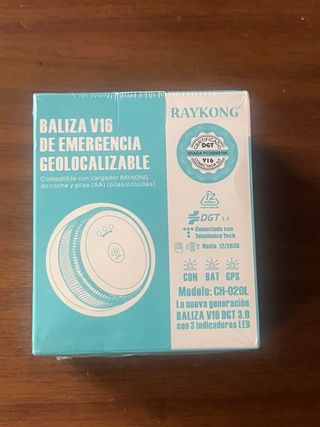 BALIZA V16
DE EMERGENCIA
GEOLOCALIZABLE
Compatible con cargador RAYKONG
de coche y pilas (AA) (pilas incluidas)
RAYKONG
CERTIFICADO
DGT
V16
12
DGT 3.0
Conectado con
Telefónica Tech
Hasta 12/2038
CON BAT GPS
Modelo: CH-020L
La nueva generación
BALIZA V16 DGT 3.0
con 3 indicadores LED